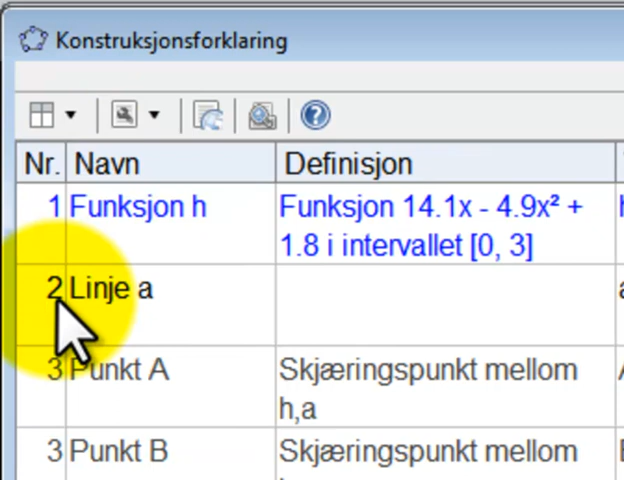 Konstruksjonsforklaring
Nr. Navn Definisjon
1 Funksjon h Funksjon 14.1x - 4.9x² +
1.8 i intervallet [0, 3]
2 Linje a
3 Punkt A Skjæringspunkt mellom
h,a
3 Punkt B Skjæringspunkt mellom